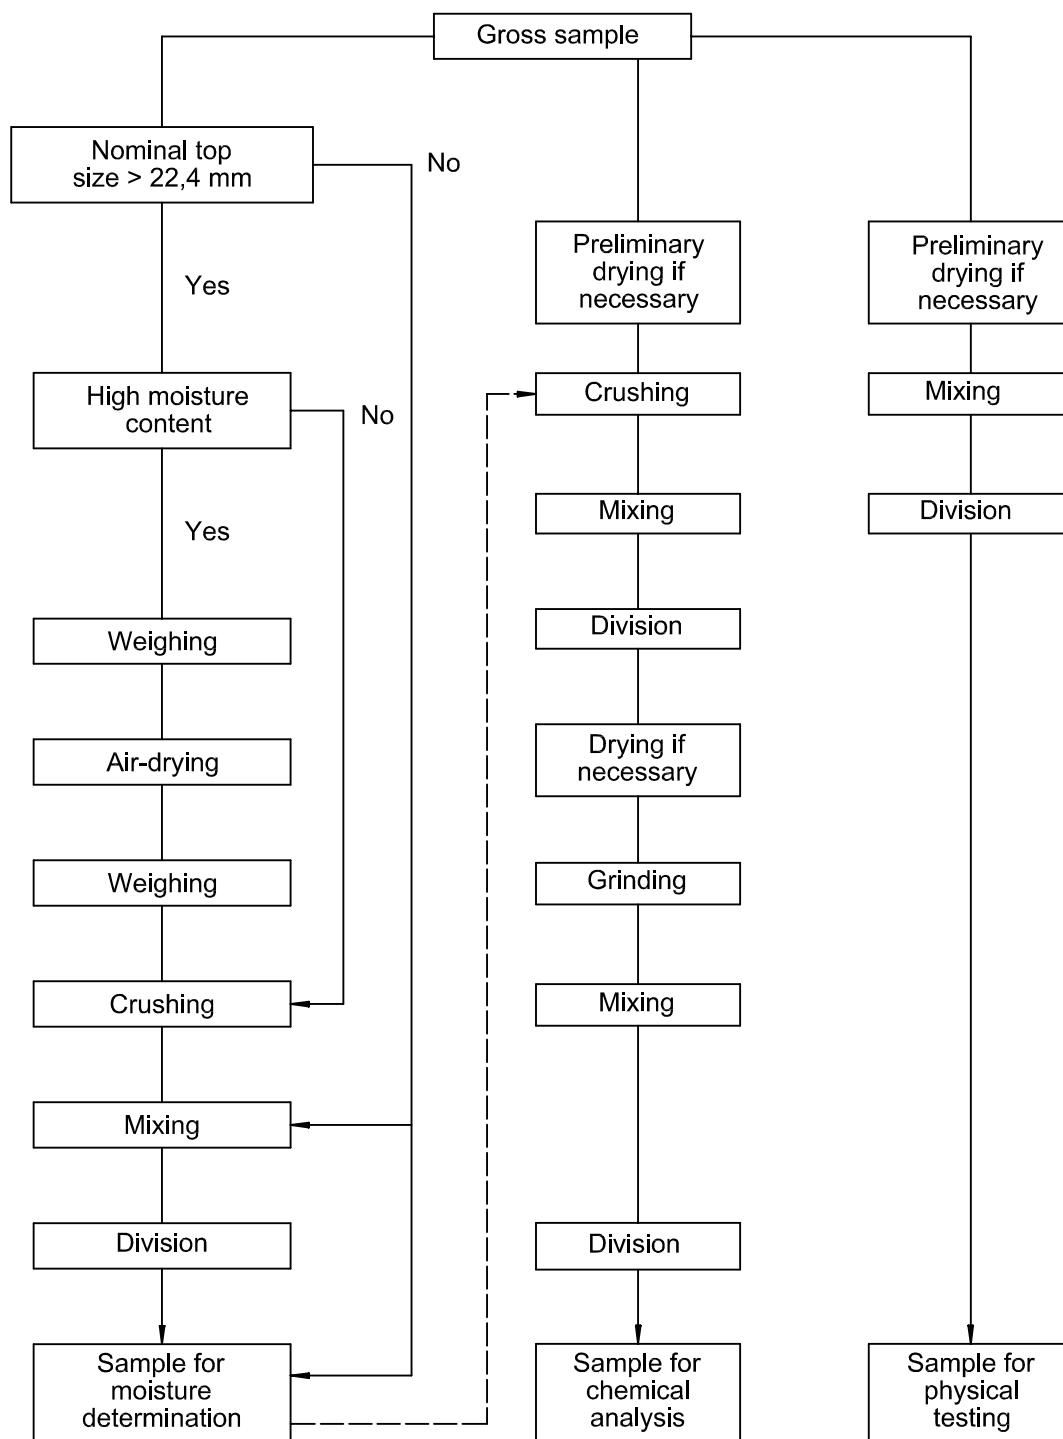 Gross sample
Nominal top
size > 22,4 mm
No
Yes
High moisture
content
No
Yes
Weighing
Air-drying
Weighing
Crushing
Mixing
Division
Sample for
moisture
determination
Preliminary
drying if
necessary
Crushing
Mixing
Division
Drying if
necessary
Grinding
Mixing
Division
Sample for
chemical
analysis
Preliminary
drying if
necessary
Mixing
Division
Sample for
physical
testing